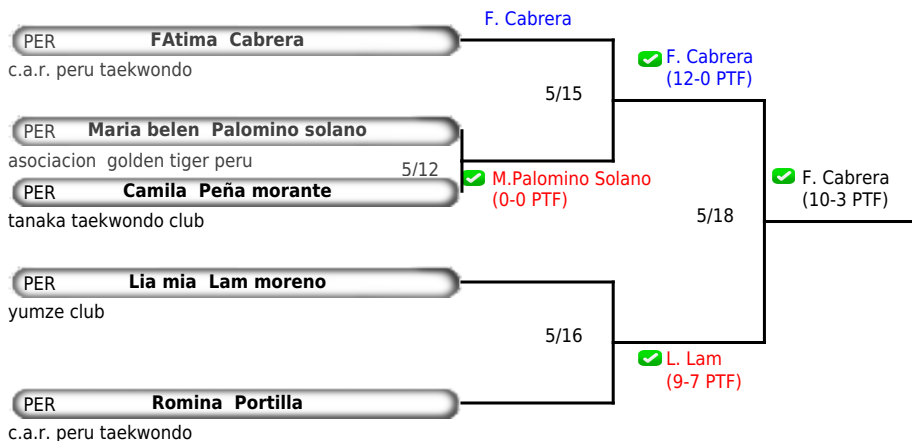 F. Cabrera
PER FAtima Cabrera
c.a.r. peru taekwondo
F. Cabrera
(12-0 PTF)
5/15
PER Maria belen Palomino solano
asociacion golden tiger peru
5/12
M.Palomino Solano
(0-0 PTF)
PER Camila Peña morante
tanaka taekwondo club
F. Cabrera
(10-3 PTF)
5/18
PER Lia mia Lam moreno
yumze club
5/16
L. Lam
(9-7 PTF)
PER Romina Portilla
c.a.r. peru taekwondo